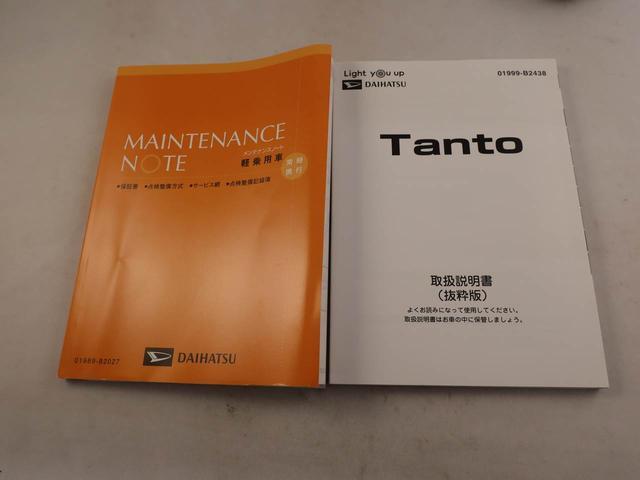 MAINTENANCE
NOTE
メンテナンスノート
軽乗用車
常時
携行
●保証書 ●点検整備方式 ●サービス網 ●点検整備記録簿
01999-B2027
DAIHATSU
Light you up
DAIHATSU
01999-B2438
Tanto
取扱説明書
（抜粋版）
よくお読みになって使用してください。
取扱説明書はお車の中に保管しましょう。